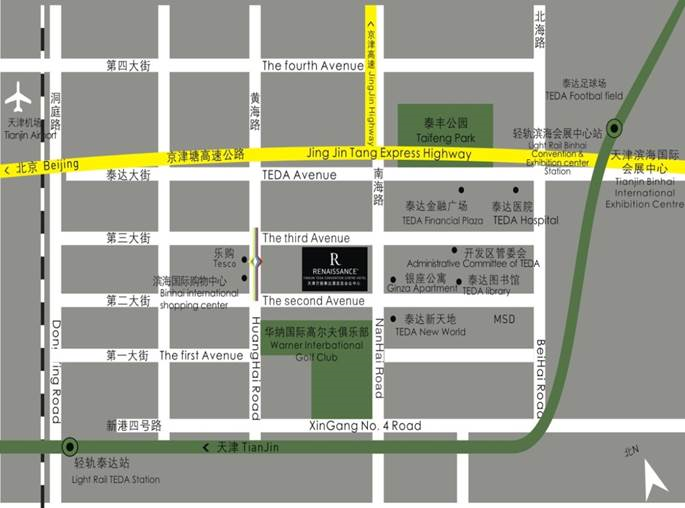 北海路
京津高速 JingJin Highway
第四大街
The fourth Avenue
泰达足球场
TEDA Footbal field
洞庭路
黄海路
天津机场
Tianjin Airport
泰丰公园
Taifeng Park
轻轨滨海会展中心站
Light Rail Binhai
Convention &
Exhibition center
Station
京津塘高速公路
Jing Jin Tang Express Highway
北京 Beijing
天津滨海国际
会展中心
Tianjin Binhai
International
Exhibition Centre
泰达大街
TEDA Avenue
南海路
泰达金融广场
TEDA Financial Plaza
泰达医院
TEDA Hospital
第三大街
The third Avenue
乐购
Tesco
开发区管委会
Administrative Committee of TEDA
R
RENAISSANCE
滨海国际购物中心
Binhai international
shopping center
银座公寓
Ginza Apartment
泰达图书馆
TEDA library
第二大街
The second Avenue
泰达新天地
TEDA New World
MSD
华纳国际高尔夫俱乐部
Warner Interbational
Golf Club
第一大街
The first Avenue
Road
HuangHai Road
NanHai Road
BeiHai Road
新港四号路
XinGang No. 4 Road
天津 TianJin
轻轨泰达站
Light Rail TEDA Station
北N